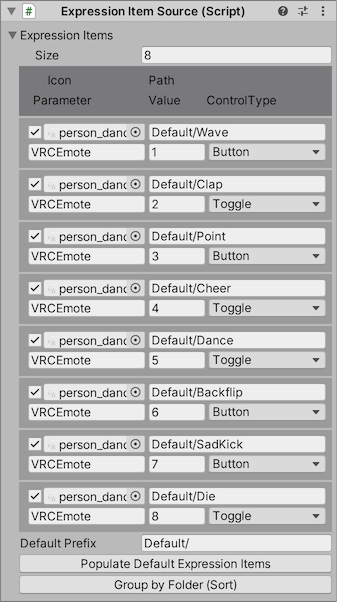 Expression Item Source (Script)
Expression Items
Size 8
Icon Path
Parameter Value ControlType
person_danc Default/Wave
VRCEmote 1 Button
person_danc Default/Clap
VRCEmote 2 Toggle
person_danc Default/Point
VRCEmote 3 Button
person_danc Default/Cheer
VRCEmote 4 Toggle
person_danc Default/Dance
VRCEmote 5 Toggle
person_danc Default/Backflip
VRCEmote 6 Button
person_danc Default/SadKick
VRCEmote 7 Button
person_danc Default/Die
VRCEmote 8 Toggle
Default Prefix Default/
Populate Default Expression Items
Group by Folder (Sort)